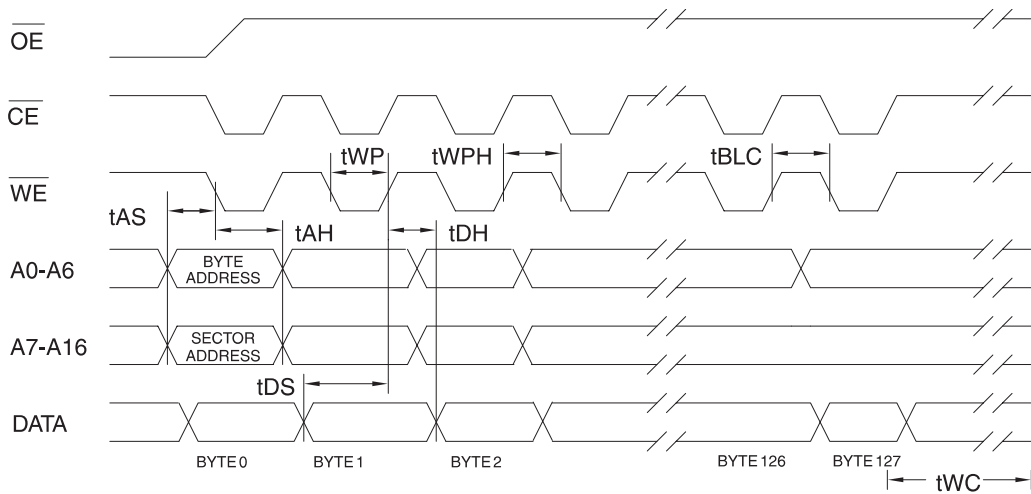 OE
CE
tWP
tWPH
tBLC
WE
tAS
tAH
tDH
A0-A6
BYTE
ADDRESS
A7-A16
SECTOR
ADDRESS
tDS
DATA
BYTE 0
BYTE 1
BYTE 2
BYTE 126
BYTE 127
tWC